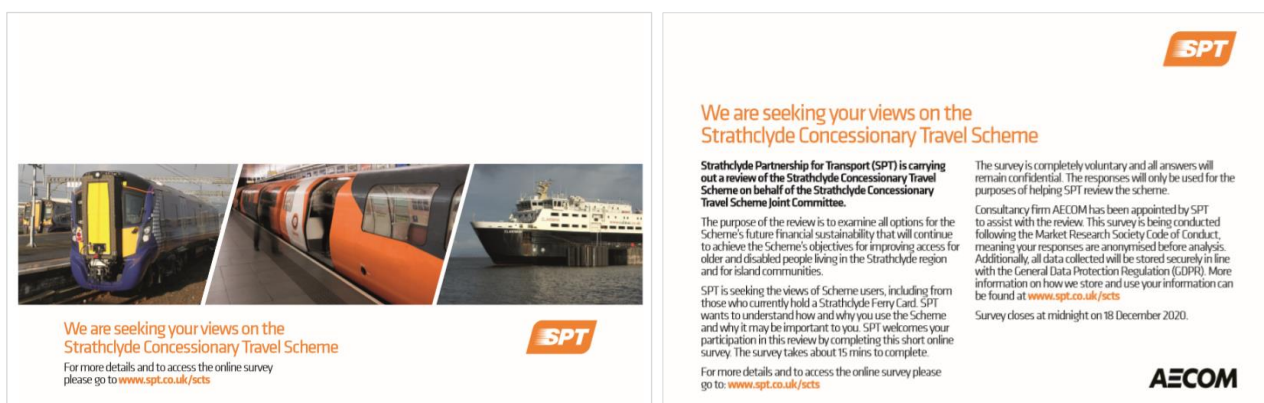 We are seeking your views on the
Strathclyde Concessionary Travel Scheme
For more details and to access the online survey
please go to www.spt.co.uk/scts
SPT
SPT
We are seeking your views on the
Strathclyde Concessionary Travel Scheme
Strathclyde Partnership for Transport (SPT) is carrying
out a review of the Strathclyde Concessionary Travel
Scheme on behalf of the Strathclyde Concessionary
Travel Scheme Joint Committee.
The purpose of the review is to examine all options for the
Scheme's future financial sustainability that will continue
to achieve the Scheme's objectives for improving access for
older and disabled people living in the Strathclyde region
and for island communities.
SPT is seeking the views of Scheme users, including from
those who currently hold a Strathclyde Ferry Card. SPT
wants to understand how and why you use the Scheme
and why it may be important to you. SPT welcomes your
participation in this review by completing this short online
survey. The survey takes about 15 mins to complete.
For more details and to access the online survey please
go to: www.spt.co.uk/scts
The survey is completely voluntary and all answers will
remain confidential. The responses will only be used for the
purposes of helping SPT review the scheme.
Consultancy firm AECOM has been appointed by SPT
to assist with the review. This survey is being conducted
following the Market Research Society Code of Conduct,
meaning your responses are anonymised before analysis.
Additionally, all data collected will be stored securely in line
with the General Data Protection Regulation (GDPR). More
information on how we store and use your information can
be found at www.spt.co.uk/scts
Survey closes at midnight on 18 December 2020.
AECOM